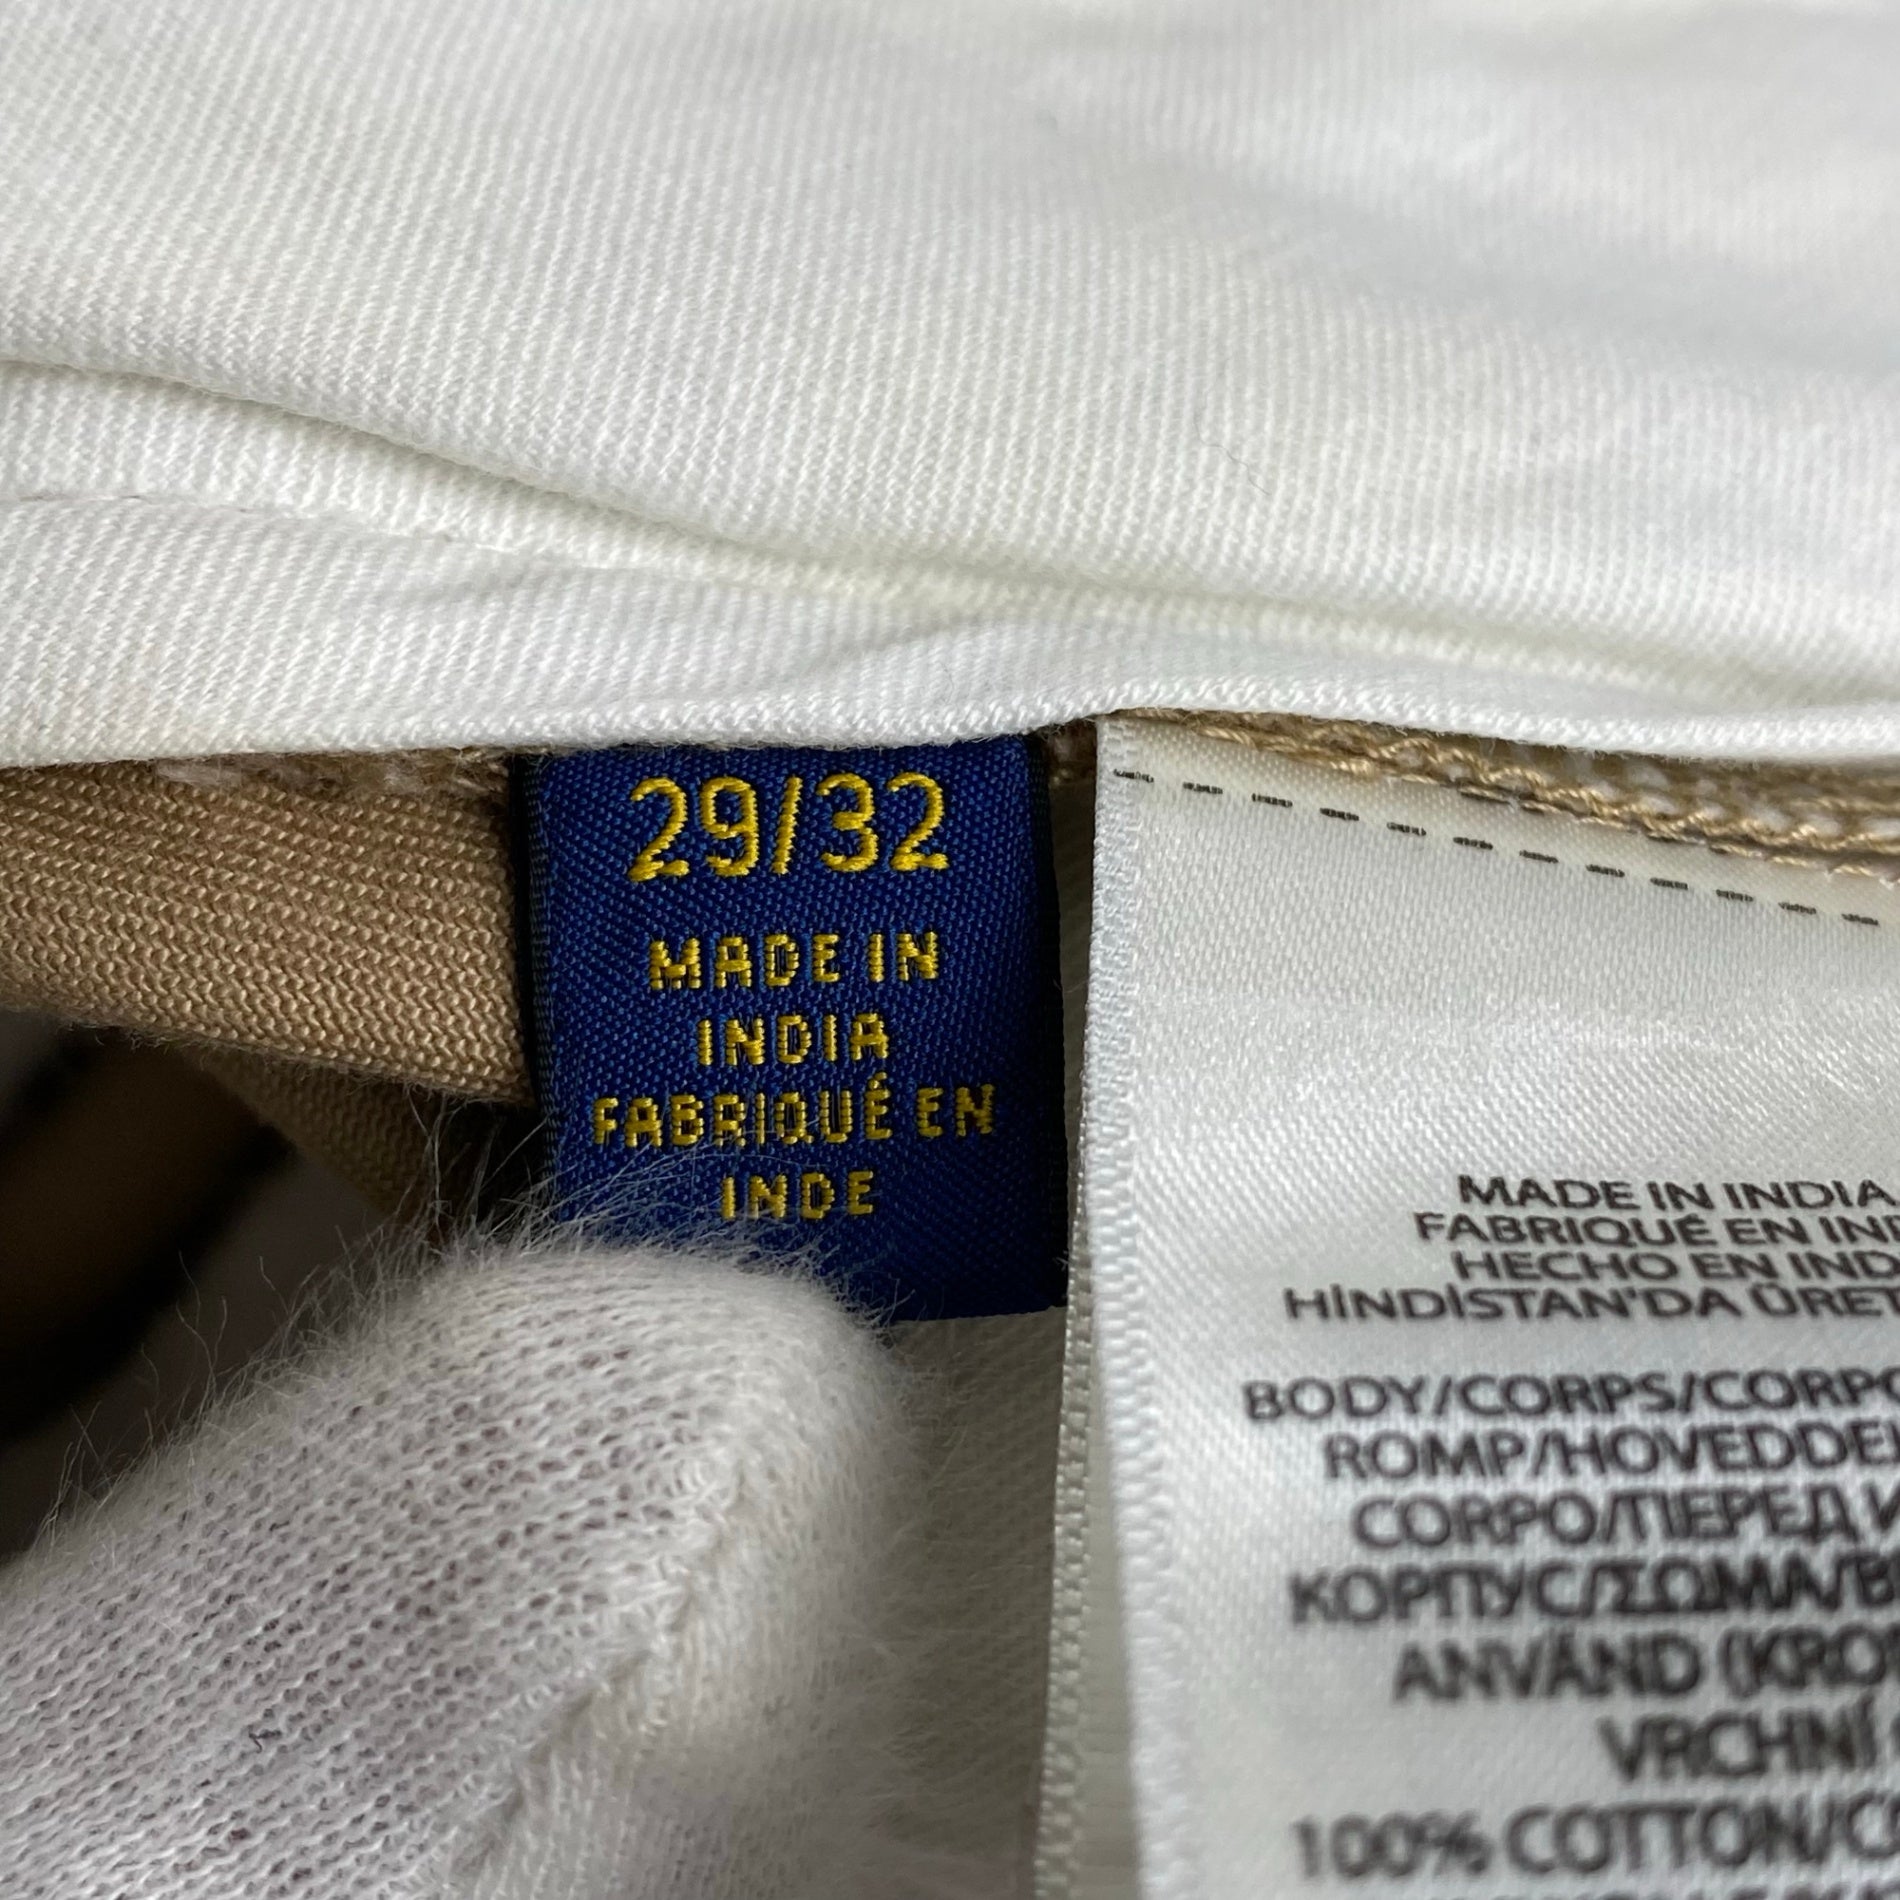 29/32
MADE IN
INDIA
FABRIQUÉ EN
INDE
MADE IN INDIA
FABRIQUÉ EN IN
HECHO EN IND
HİNDİSTAN'DA ÜRET
BODY/CORPS/CORPO
ROMP/HOVEDDE
CORPO/ПЕРЕД И
КОРПУС/ΣΩΜΑ/В
ANVÄND (KRO
VRCHNÍ
100% COTTON/C